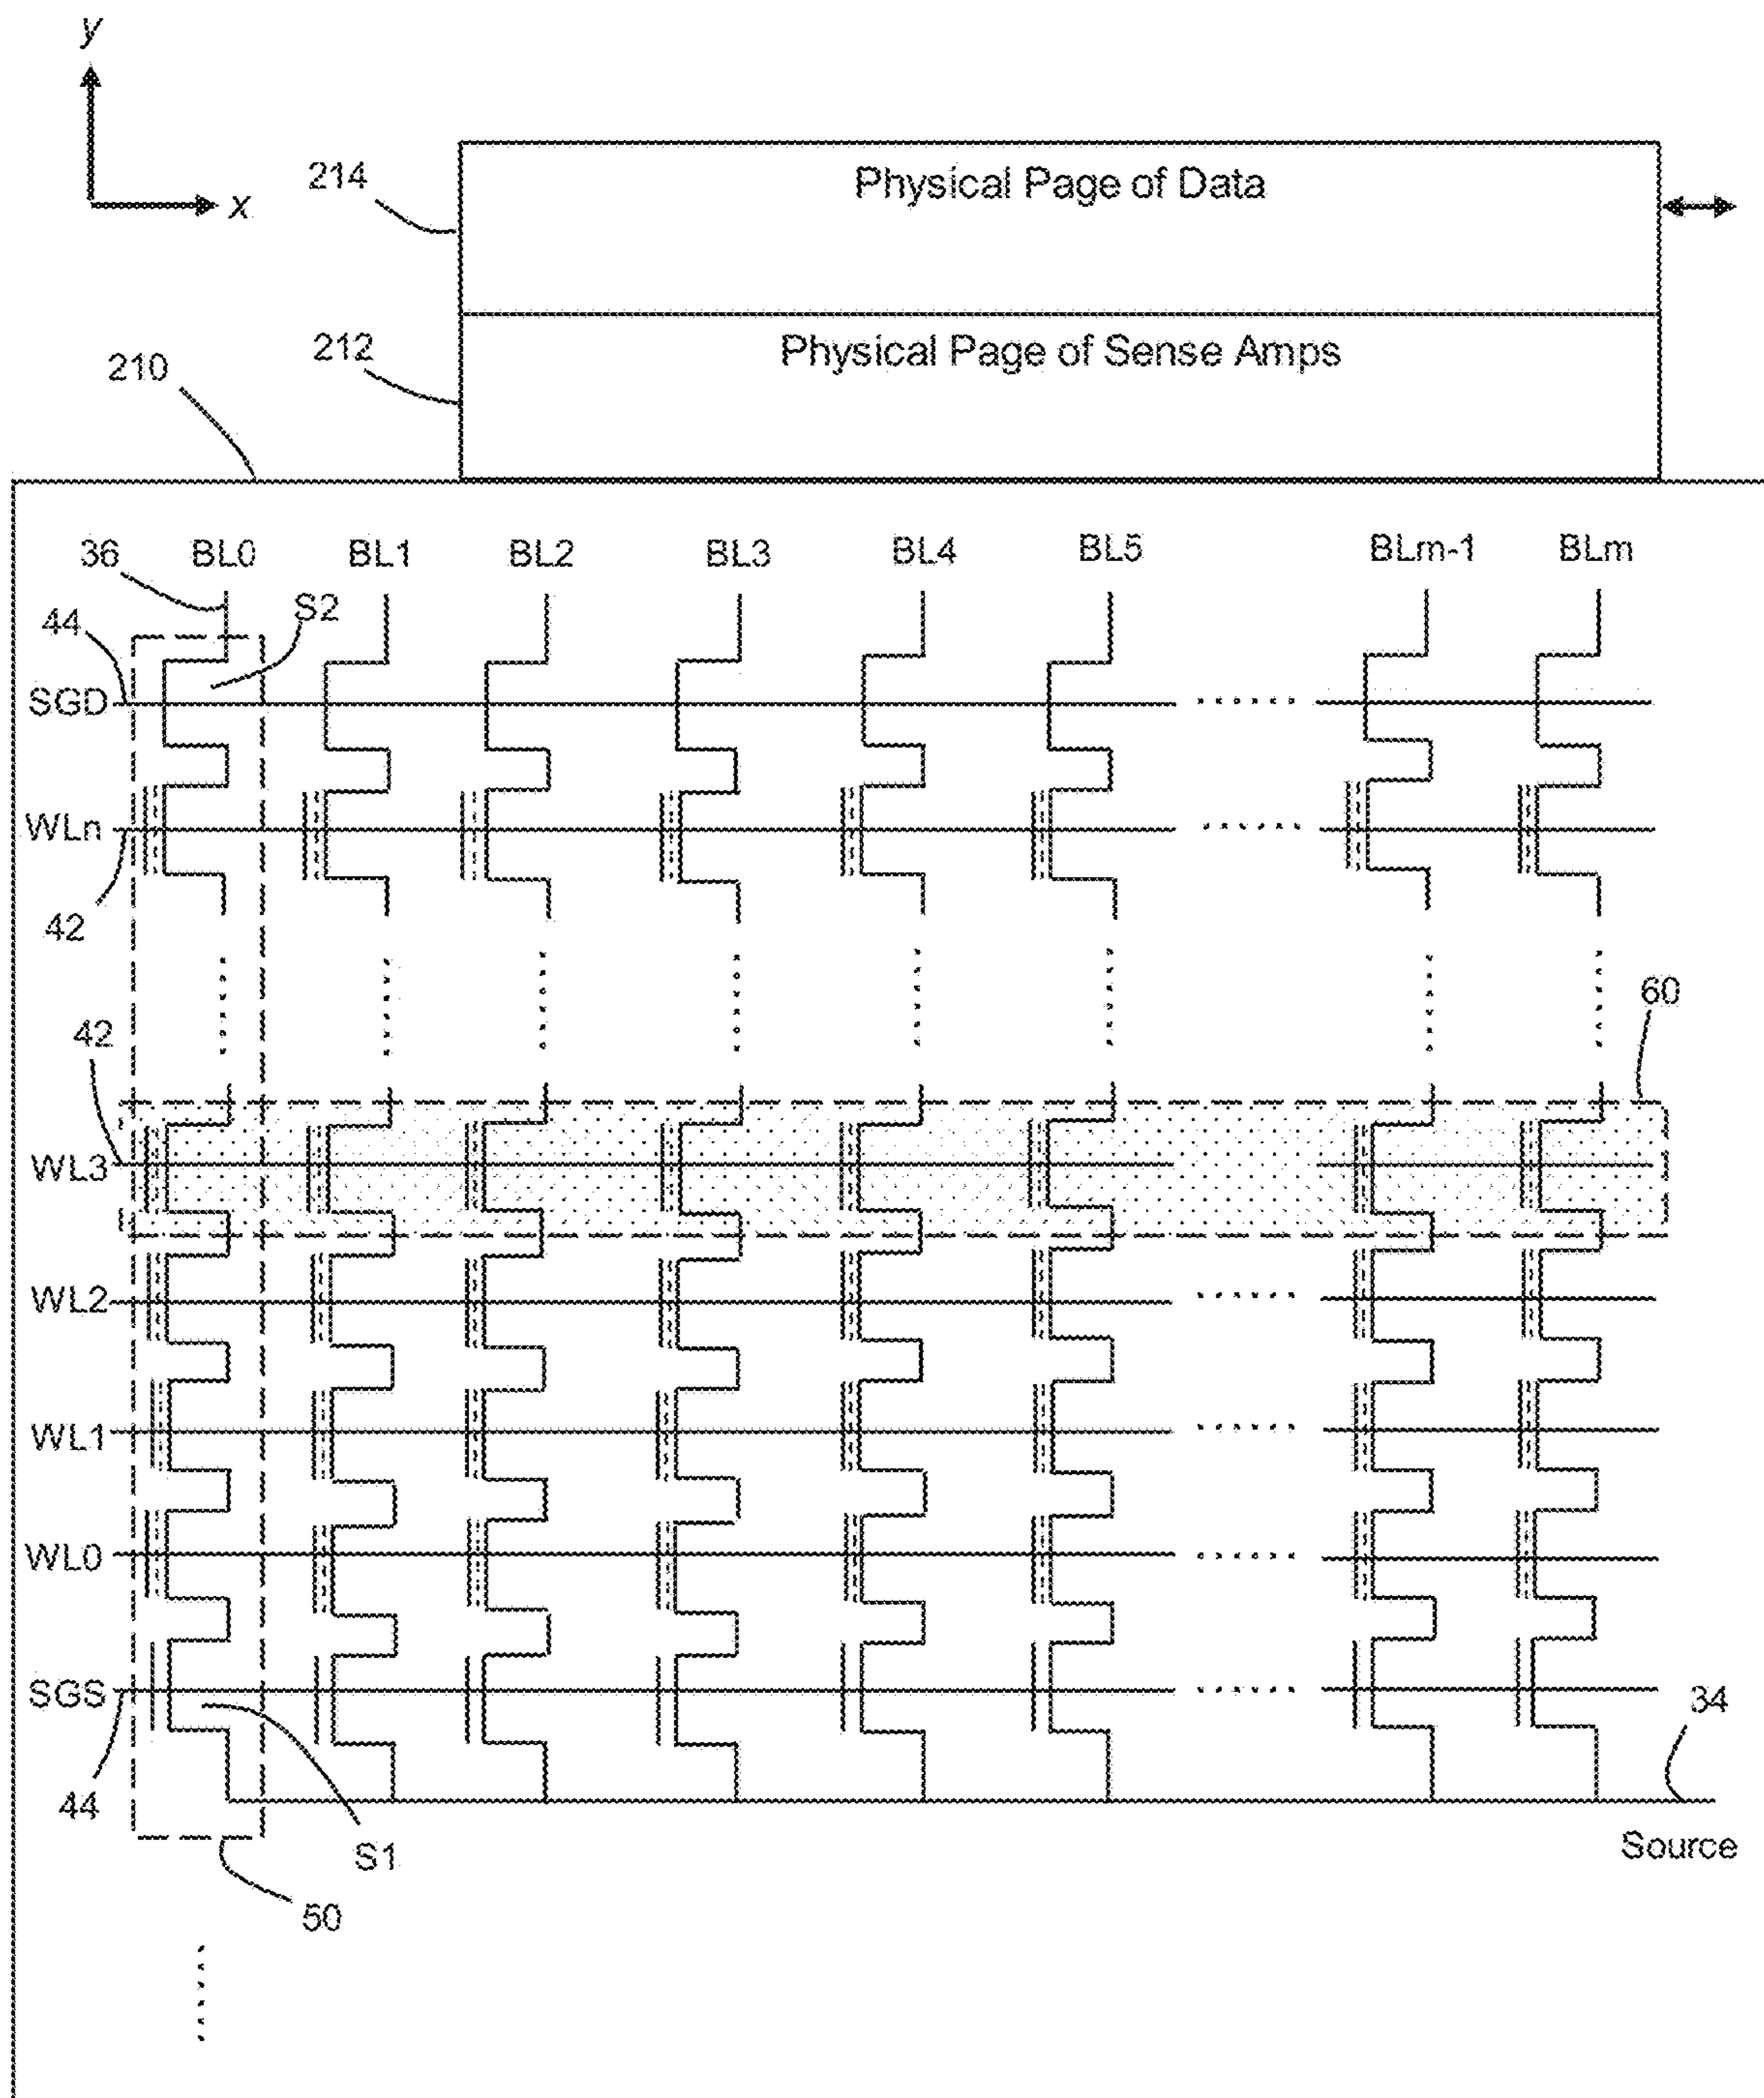 y
x
214
Physical Page of Data
212
Physical Page of Sense Amps
210
36
BL0
BL1
BL2
BL3
BL4
BL5
BLm-1
BLm
44
S2
SGD
WLn
42
60
42
WL3
WL2
WL1
WL0
SGS
34
44
S1
Source
50